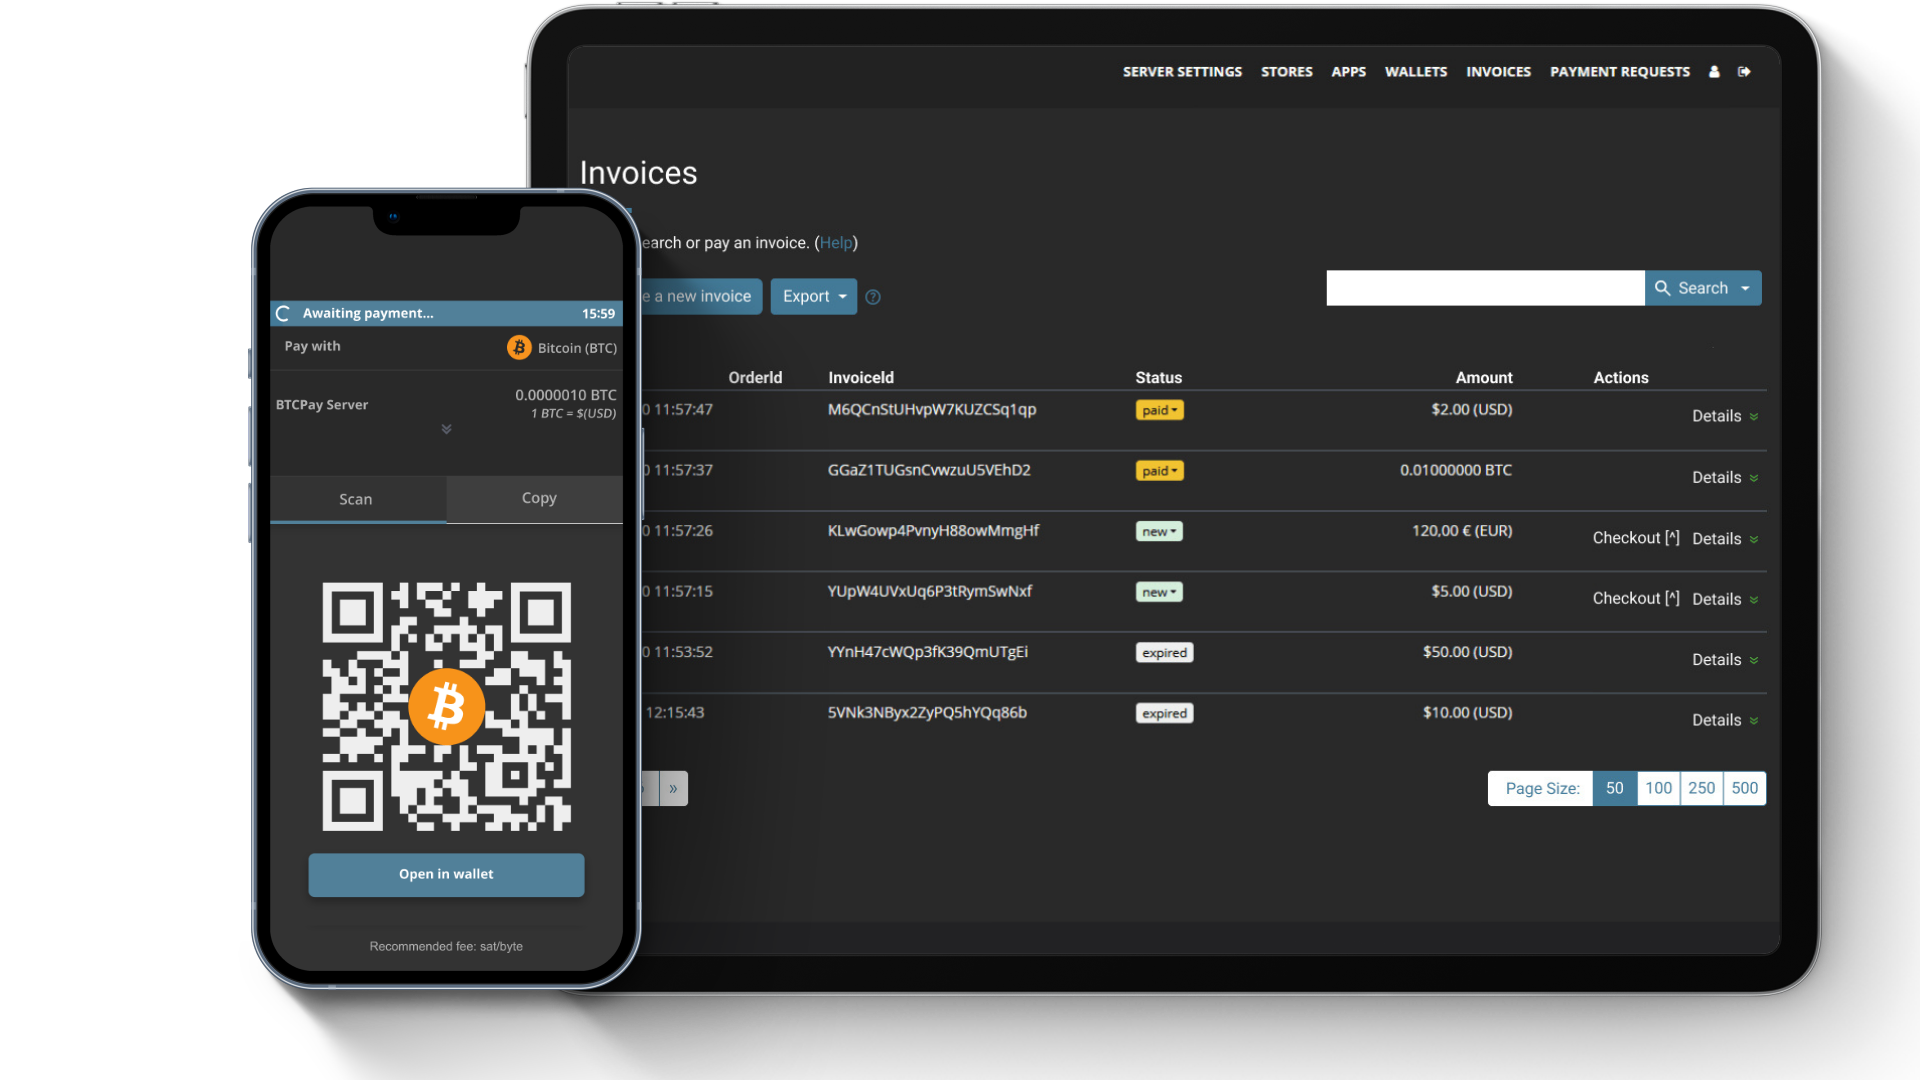 SERVER SETTINGS STORES APPS WALLETS INVOICES PAYMENT REQUESTS
Invoices
earch or pay an invoice. (Help)
e a new invoice Export Search
OrderId InvoiceId Status Amount Actions
0 11:57:47 M6QCnStUHvpW7KUZCSq1qp paid $2.00 (USD) Details
0 11:57:37 GGaZ1TUGsnCvwzuU5VEhD2 paid 0.01000000 BTC Details
0 11:57:26 KLwGowp4PvnyH88owMmgHf new 120,00 € (EUR) Checkout [^] Details
0 11:57:15 YUpW4UVxUq6P3tRymSwNxf new $5.00 (USD) Checkout [^] Details
0 11:53:52 YYnH47cWQp3fK39QmUTgEi expired $50.00 (USD) Details
12:15:43 5VNk3NByx2ZyPQ5hYQq86b expired $10.00 (USD) Details
» Page Size: 50 100 250 500
Awaiting payment... 15:59
Pay with Bitcoin (BTC)
BTCPay Server 0.0000010 BTC
1 BTC = $(USD)
Scan Copy
Open in wallet
Recommended fee: sat/byte